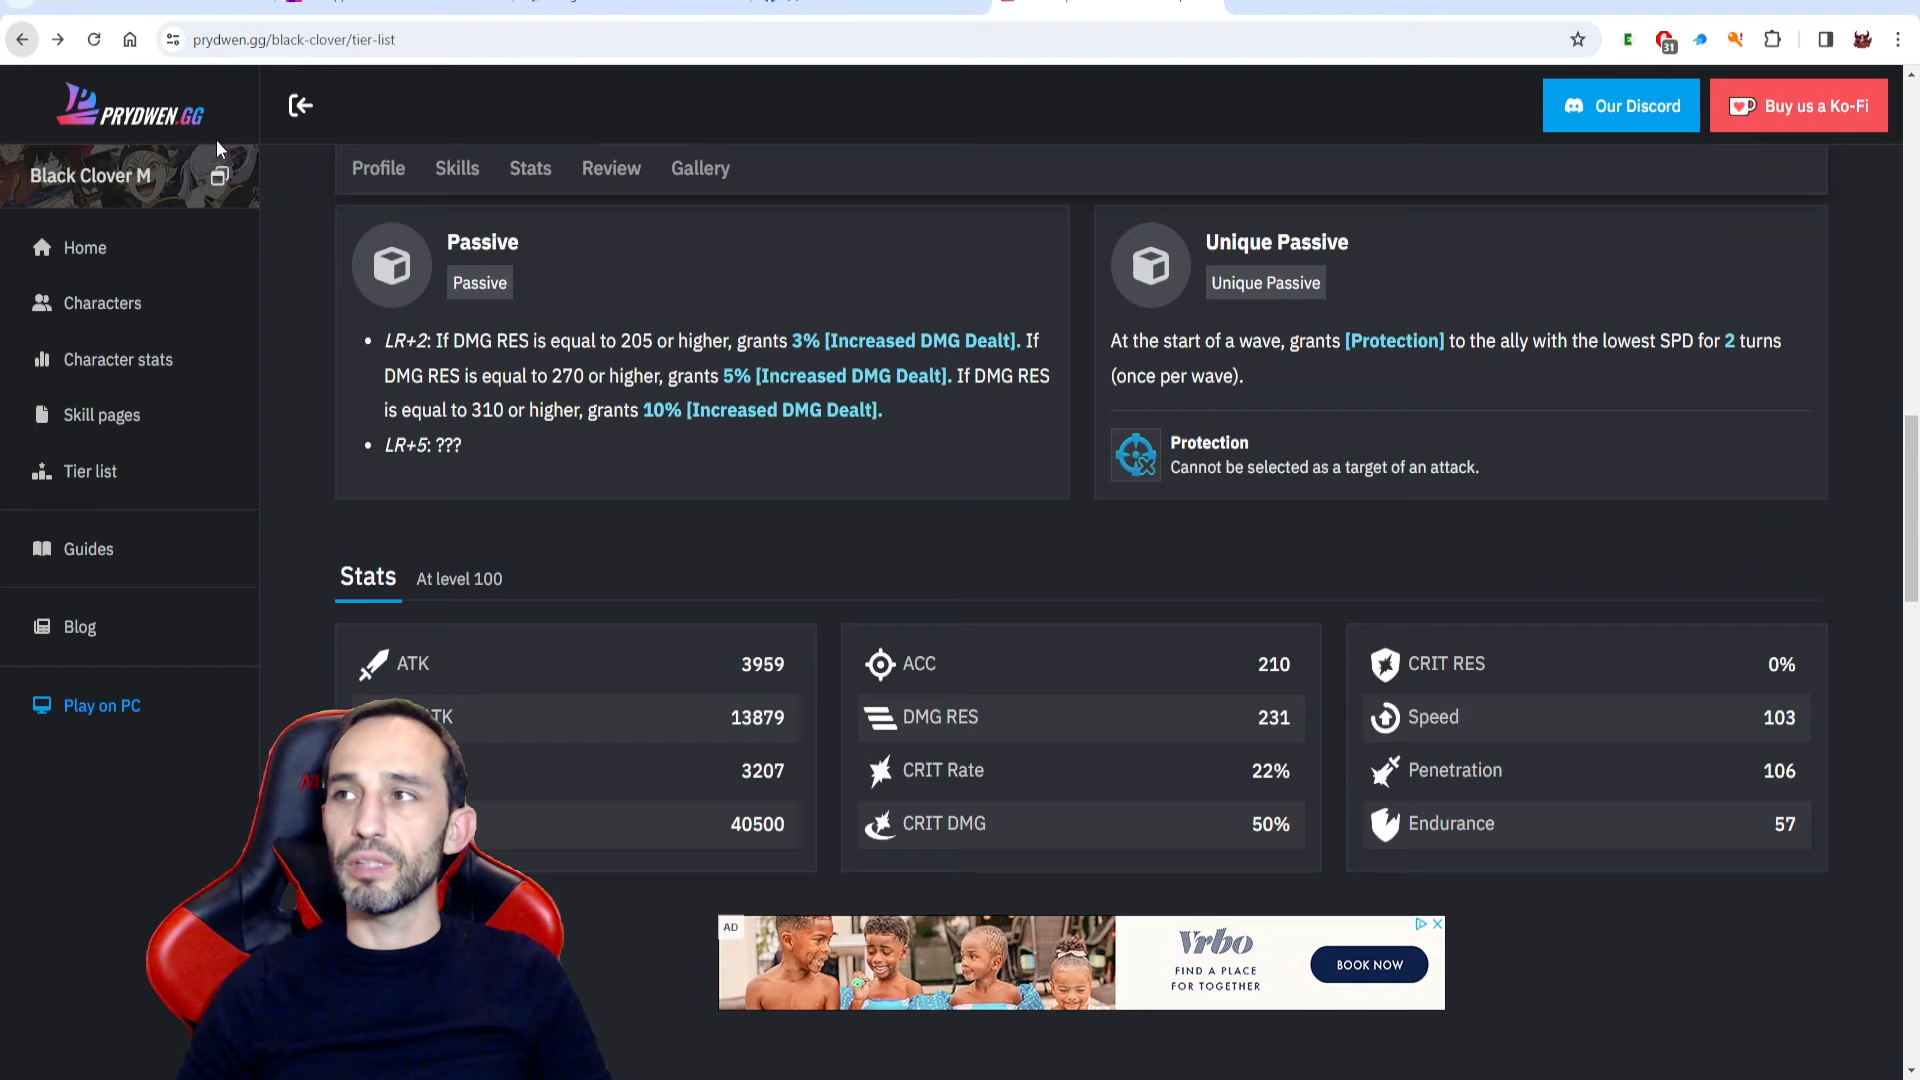 prydwen.gg/black-clover/tier-list
31
PRYDWEN.GG
Our Discord
Buy us a Ko-Fi
Black Clover M
Profile Skills Stats Review Gallery
Home
Characters
Character stats
Skill pages
Tier list
Guides
Blog
Play on PC
Passive
Passive
LR+2: If DMG RES is equal to 205 or higher, grants 3% [Increased DMG Dealt]. If
DMG RES is equal to 270 or higher, grants 5% [Increased DMG Dealt]. If DMG RES
is equal to 310 or higher, grants 10% [Increased DMG Dealt].
LR+5: ???
Unique Passive
Unique Passive
At the start of a wave, grants [Protection] to the ally with the lowest SPD for 2 turns
(once per wave).
Protection
Cannot be selected as a target of an attack.
Stats At level 100
ATK 3959
TK 13879
3207
40500
ACC 210
DMG RES 231
CRIT Rate 22%
CRIT DMG 50%
CRIT RES 0%
Speed 103
Penetration 106
Endurance 57
AD
Vrbo
FIND A PLACE
FOR TOGETHER
BOOK NOW